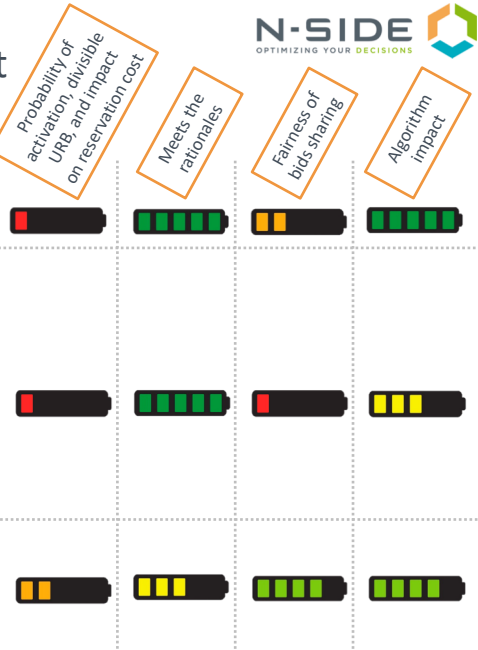 N-SIDE
OPTIMIZING YOUR DECISIONS
t
Probability of
activation, divisible
URB, and impact
on reservation cost
Meets the
rationales
Fairness of
bids sharing
Algorithm
impact